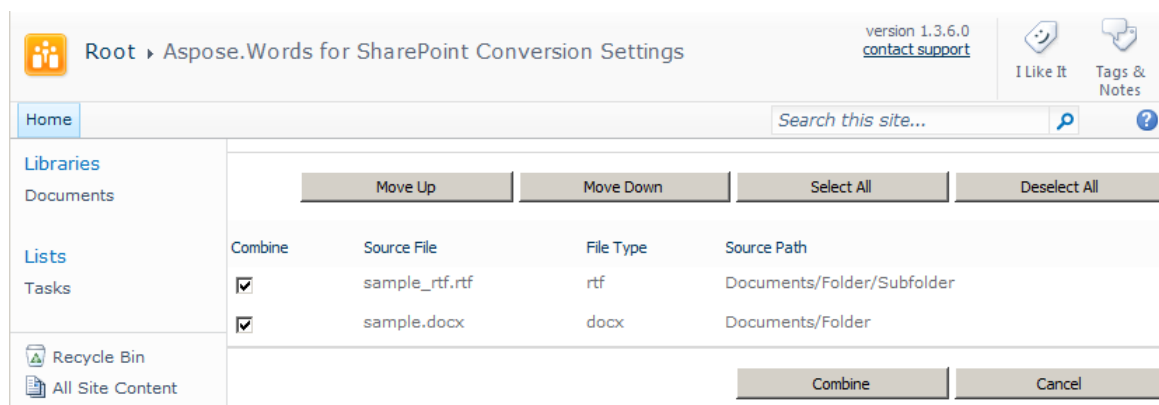 version 1.3.6.0
Root ▸ Aspose.Words for SharePoint Conversion Settings
contact support
I Like It
Tags &
Notes
Home
Search this site...
Libraries
Documents
Lists
Tasks
Recycle Bin
All Site Content
Move Up Move Down Select All Deselect All
Combine Source File File Type Source Path
sample_rtf.rtf rtf Documents/Folder/Subfolder
sample.docx docx Documents/Folder
Combine Cancel